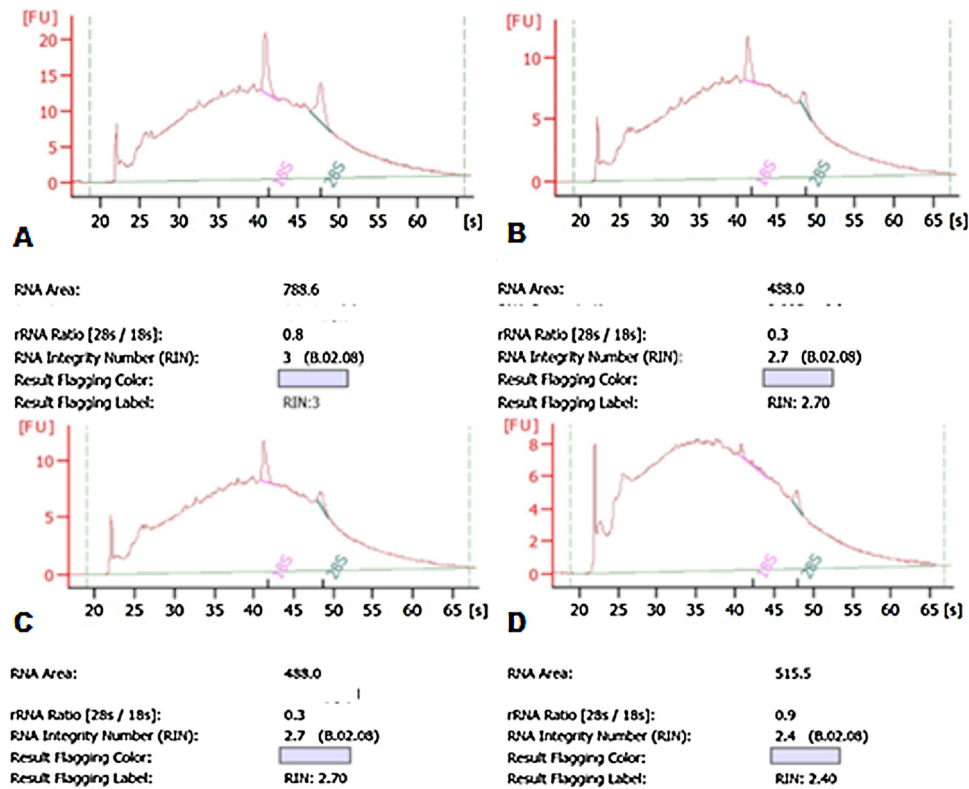 [FU]
20
15
10
5
0
18S
28S
20 25 30 35 40 45 50 55 60 65 [s]
A
RNA Area: 788.6
rRNA Ratio [28s / 18s]: 0.8
RNA Integrity Number (RIN): 3 (B.02.08)
Result Flagging Color:
Result Flagging Label: RIN:3
[FU]
10
5
0
18S
28S
20 25 30 35 40 45 50 55 60 65 [s]
B
RNA Area: 488.0
rRNA Ratio [28s / 18s]: 0.3
RNA Integrity Number (RIN): 2.7 (B.02.08)
Result Flagging Color:
Result Flagging Label: RIN: 2.70
[FU]
10
5
0
18S
28S
20 25 30 35 40 45 50 55 60 65 [s]
C
RNA Area: 488.0
rRNA Ratio [28s / 18s]: 0.3
RNA Integrity Number (RIN): 2.7 (B.02.08)
Result Flagging Color:
Result Flagging Label: RIN: 2.70
[FU]
8
6
4
2
0
18S
28S
20 25 30 35 40 45 50 55 60 65 [s]
D
RNA Area: 515.5
rRNA Ratio [28s / 18s]: 0.9
RNA Integrity Number (RIN): 2.4 (B.02.08)
Result Flagging Color:
Result Flagging Label: RIN: 2.40